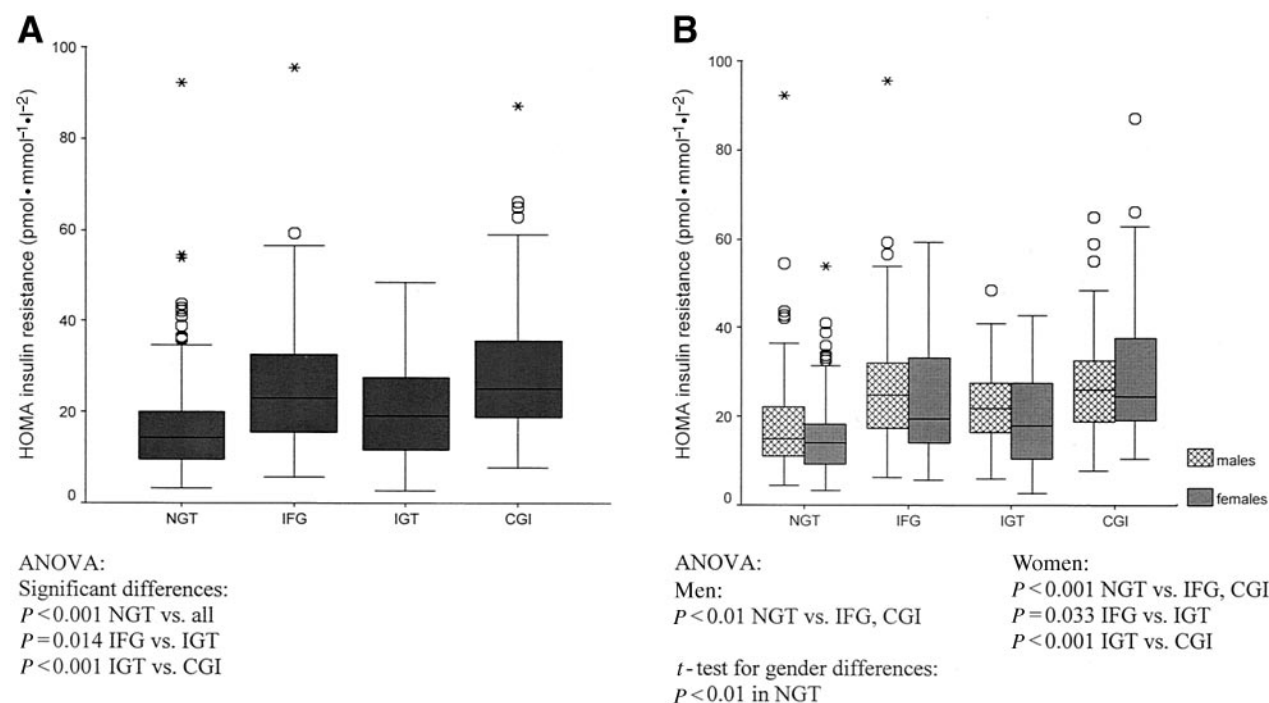 A
HOMA insulin resistance (pmol•mmol⁻¹•l⁻²)
100
80
60
40
20
0
NGT IFG IGT CGI
ANOVA:
Significant differences:
P<0.001 NGT vs. all
P=0.014 IFG vs. IGT
P<0.001 IGT vs. CGI
B
HOMA insulin resistance (pmol•mmol⁻¹•l⁻²)
100
80
60
40
20
0
NGT IFG IGT CGI
males
females
ANOVA:
Men:
P<0.01 NGT vs. IFG, CGI
t-test for gender differences:
P<0.01 in NGT
Women:
P<0.001 NGT vs. IFG, CGI
P=0.033 IFG vs. IGT
P<0.001 IGT vs. CGI